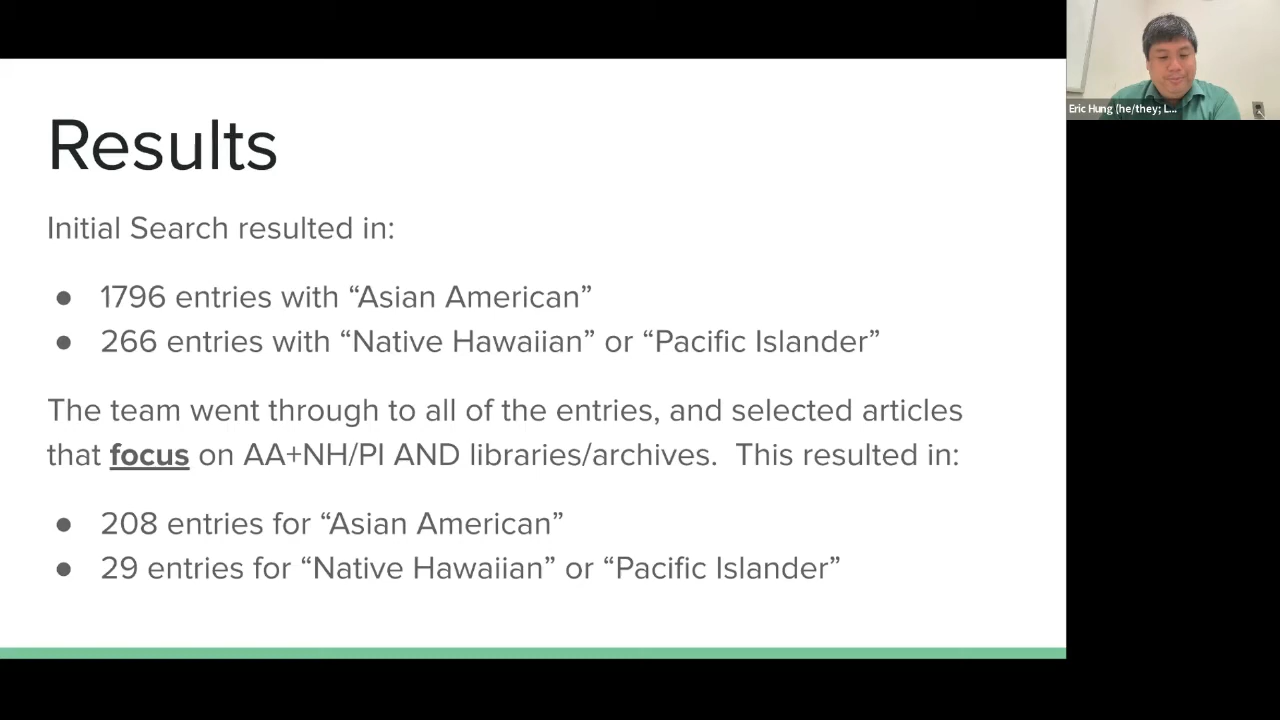 Results
Initial Search resulted in:
● 1796 entries with “Asian American”
● 266 entries with “Native Hawaiian” or “Pacific Islander”
The team went through to all of the entries, and selected articles
that focus on AA+NH/PI AND libraries/archives. This resulted in:
● 208 entries for “Asian American”
● 29 entries for “Native Hawaiian” or “Pacific Islander”
Eric Hung (he/they; L...